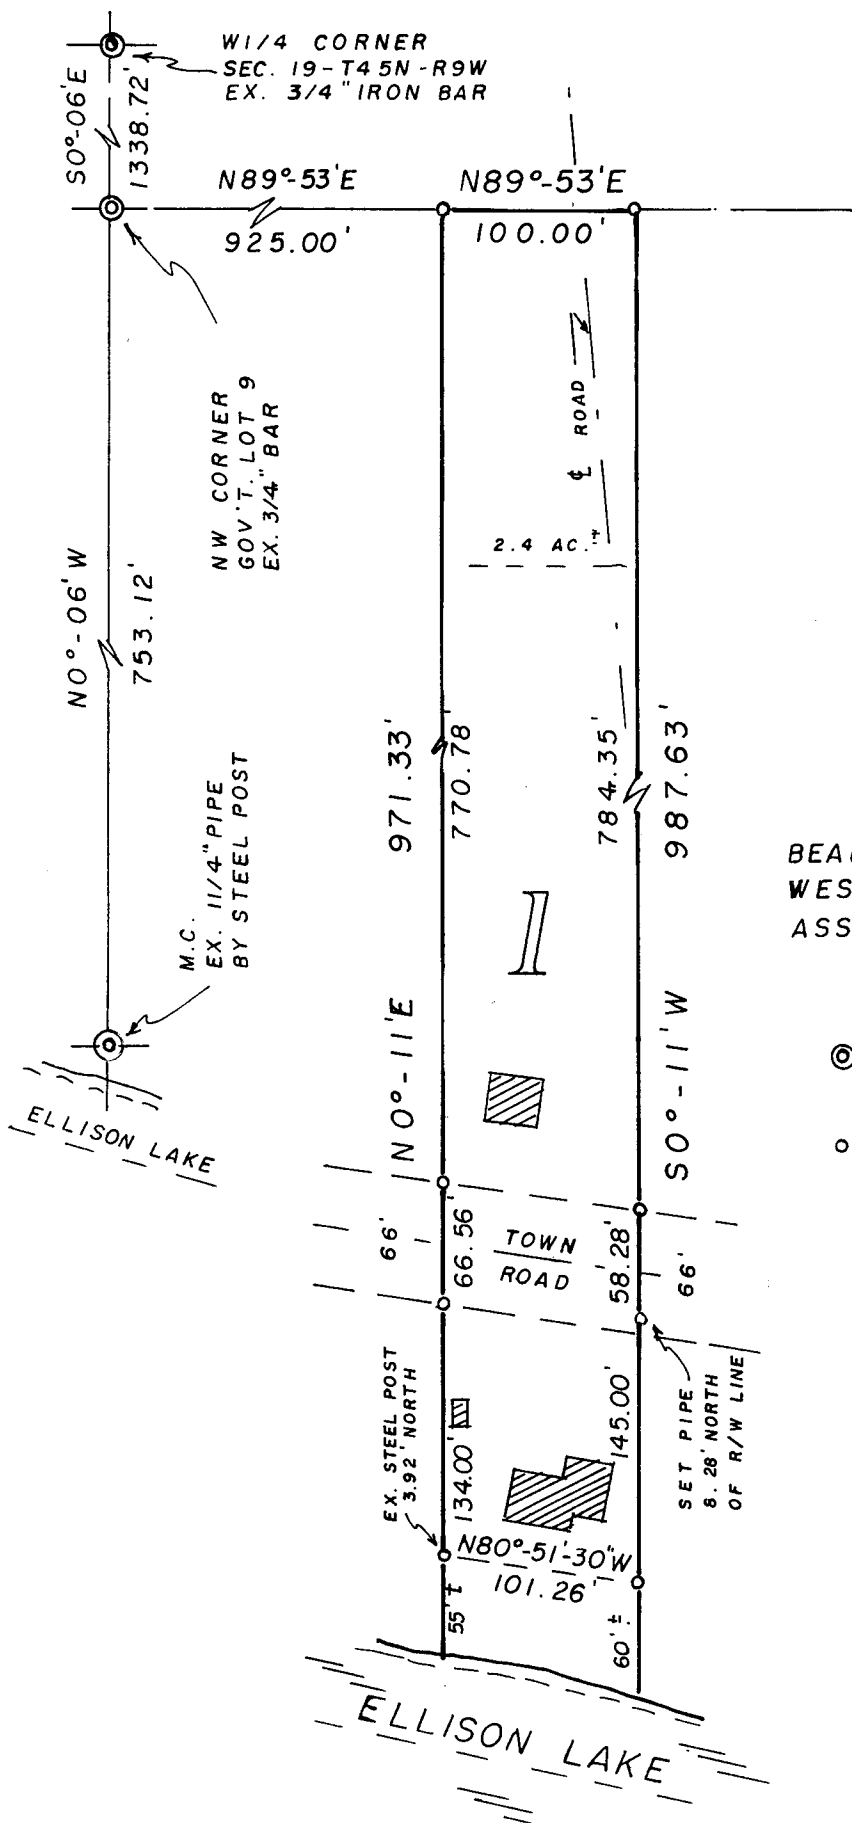 W1/4 CORNER
SEC. 19-T45N-R9W
EX. 3/4" IRON BAR
S0°-06'E
1338.72'
N89°-53'E
925.00'
N89°-53'E
100.00'
NW CORNER
GOV'T. LOT 9
EX. 3/4" BAR
℄ ROAD
2.4 AC.±
N0°-06'W
753.12'
971.33'
770.78'
784.35'
987.63'
M.C.
EX. 1 1/4" PIPE
BY STEEL POST
1
BEA
WES
ASS
N0°-11'E
S0°-11'W
ELLISON LAKE
66'
66.56'
TOWN
ROAD
58.28'
66'
EX. STEEL POST
3.92' NORTH
134.00'
145.00'
SET PIPE
8.28' NORTH
OF R/W LINE
N80°-51'-30"W
101.26'
55'±
60'±
ELLISON LAKE